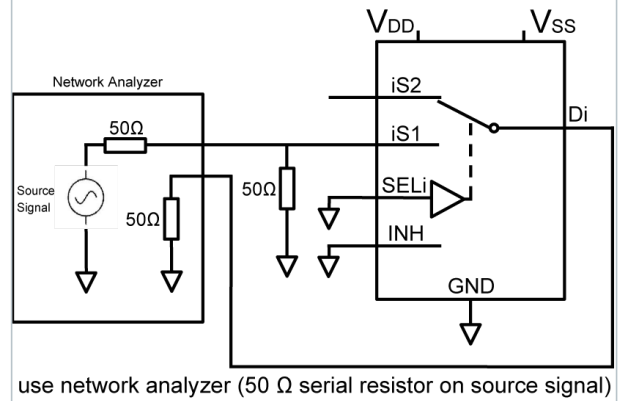 VDD
VSS
Network Analyzer
iS2
Di
50Ω
iS1
Source
Signal
50Ω
50Ω
SELi
INH
GND
use network analyzer (50 Ω serial resistor on source signal)